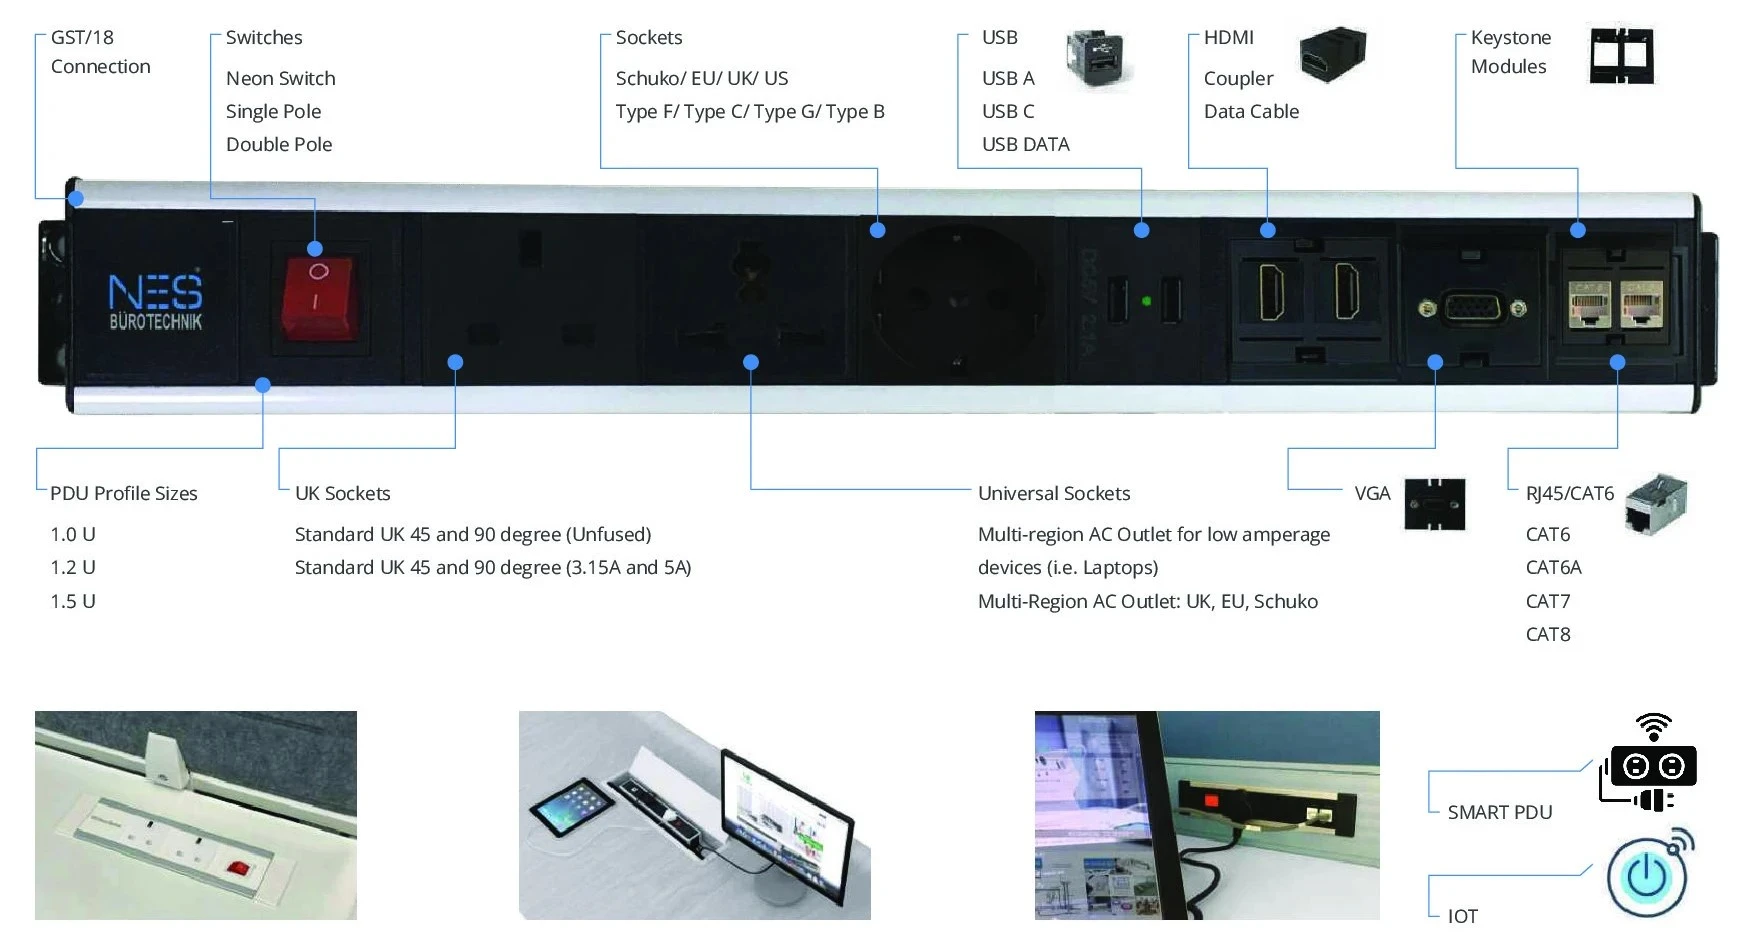 GST/18
Connection
Switches
Neon Switch
Single Pole
Double Pole
Sockets
Schuko/ EU/ UK/ US
Type F/ Type C/ Type G/ Type B
USB
USB A
USB C
USB DATA
HDMI
Coupler
Data Cable
Keystone
Modules
NES
BÜROTECHNIK
DC5V 2.1A
CAT 6
PDU Profile Sizes
1.0 U
1.2 U
1.5 U
UK Sockets
Standard UK 45 and 90 degree (Unfused)
Standard UK 45 and 90 degree (3.15A and 5A)
Universal Sockets
Multi-region AC Outlet for low amperage
devices (i.e. Laptops)
Multi-Region AC Outlet: UK, EU, Schuko
VGA
RJ45/CAT6
CAT6
CAT6A
CAT7
CAT8
SMART PDU
IOT